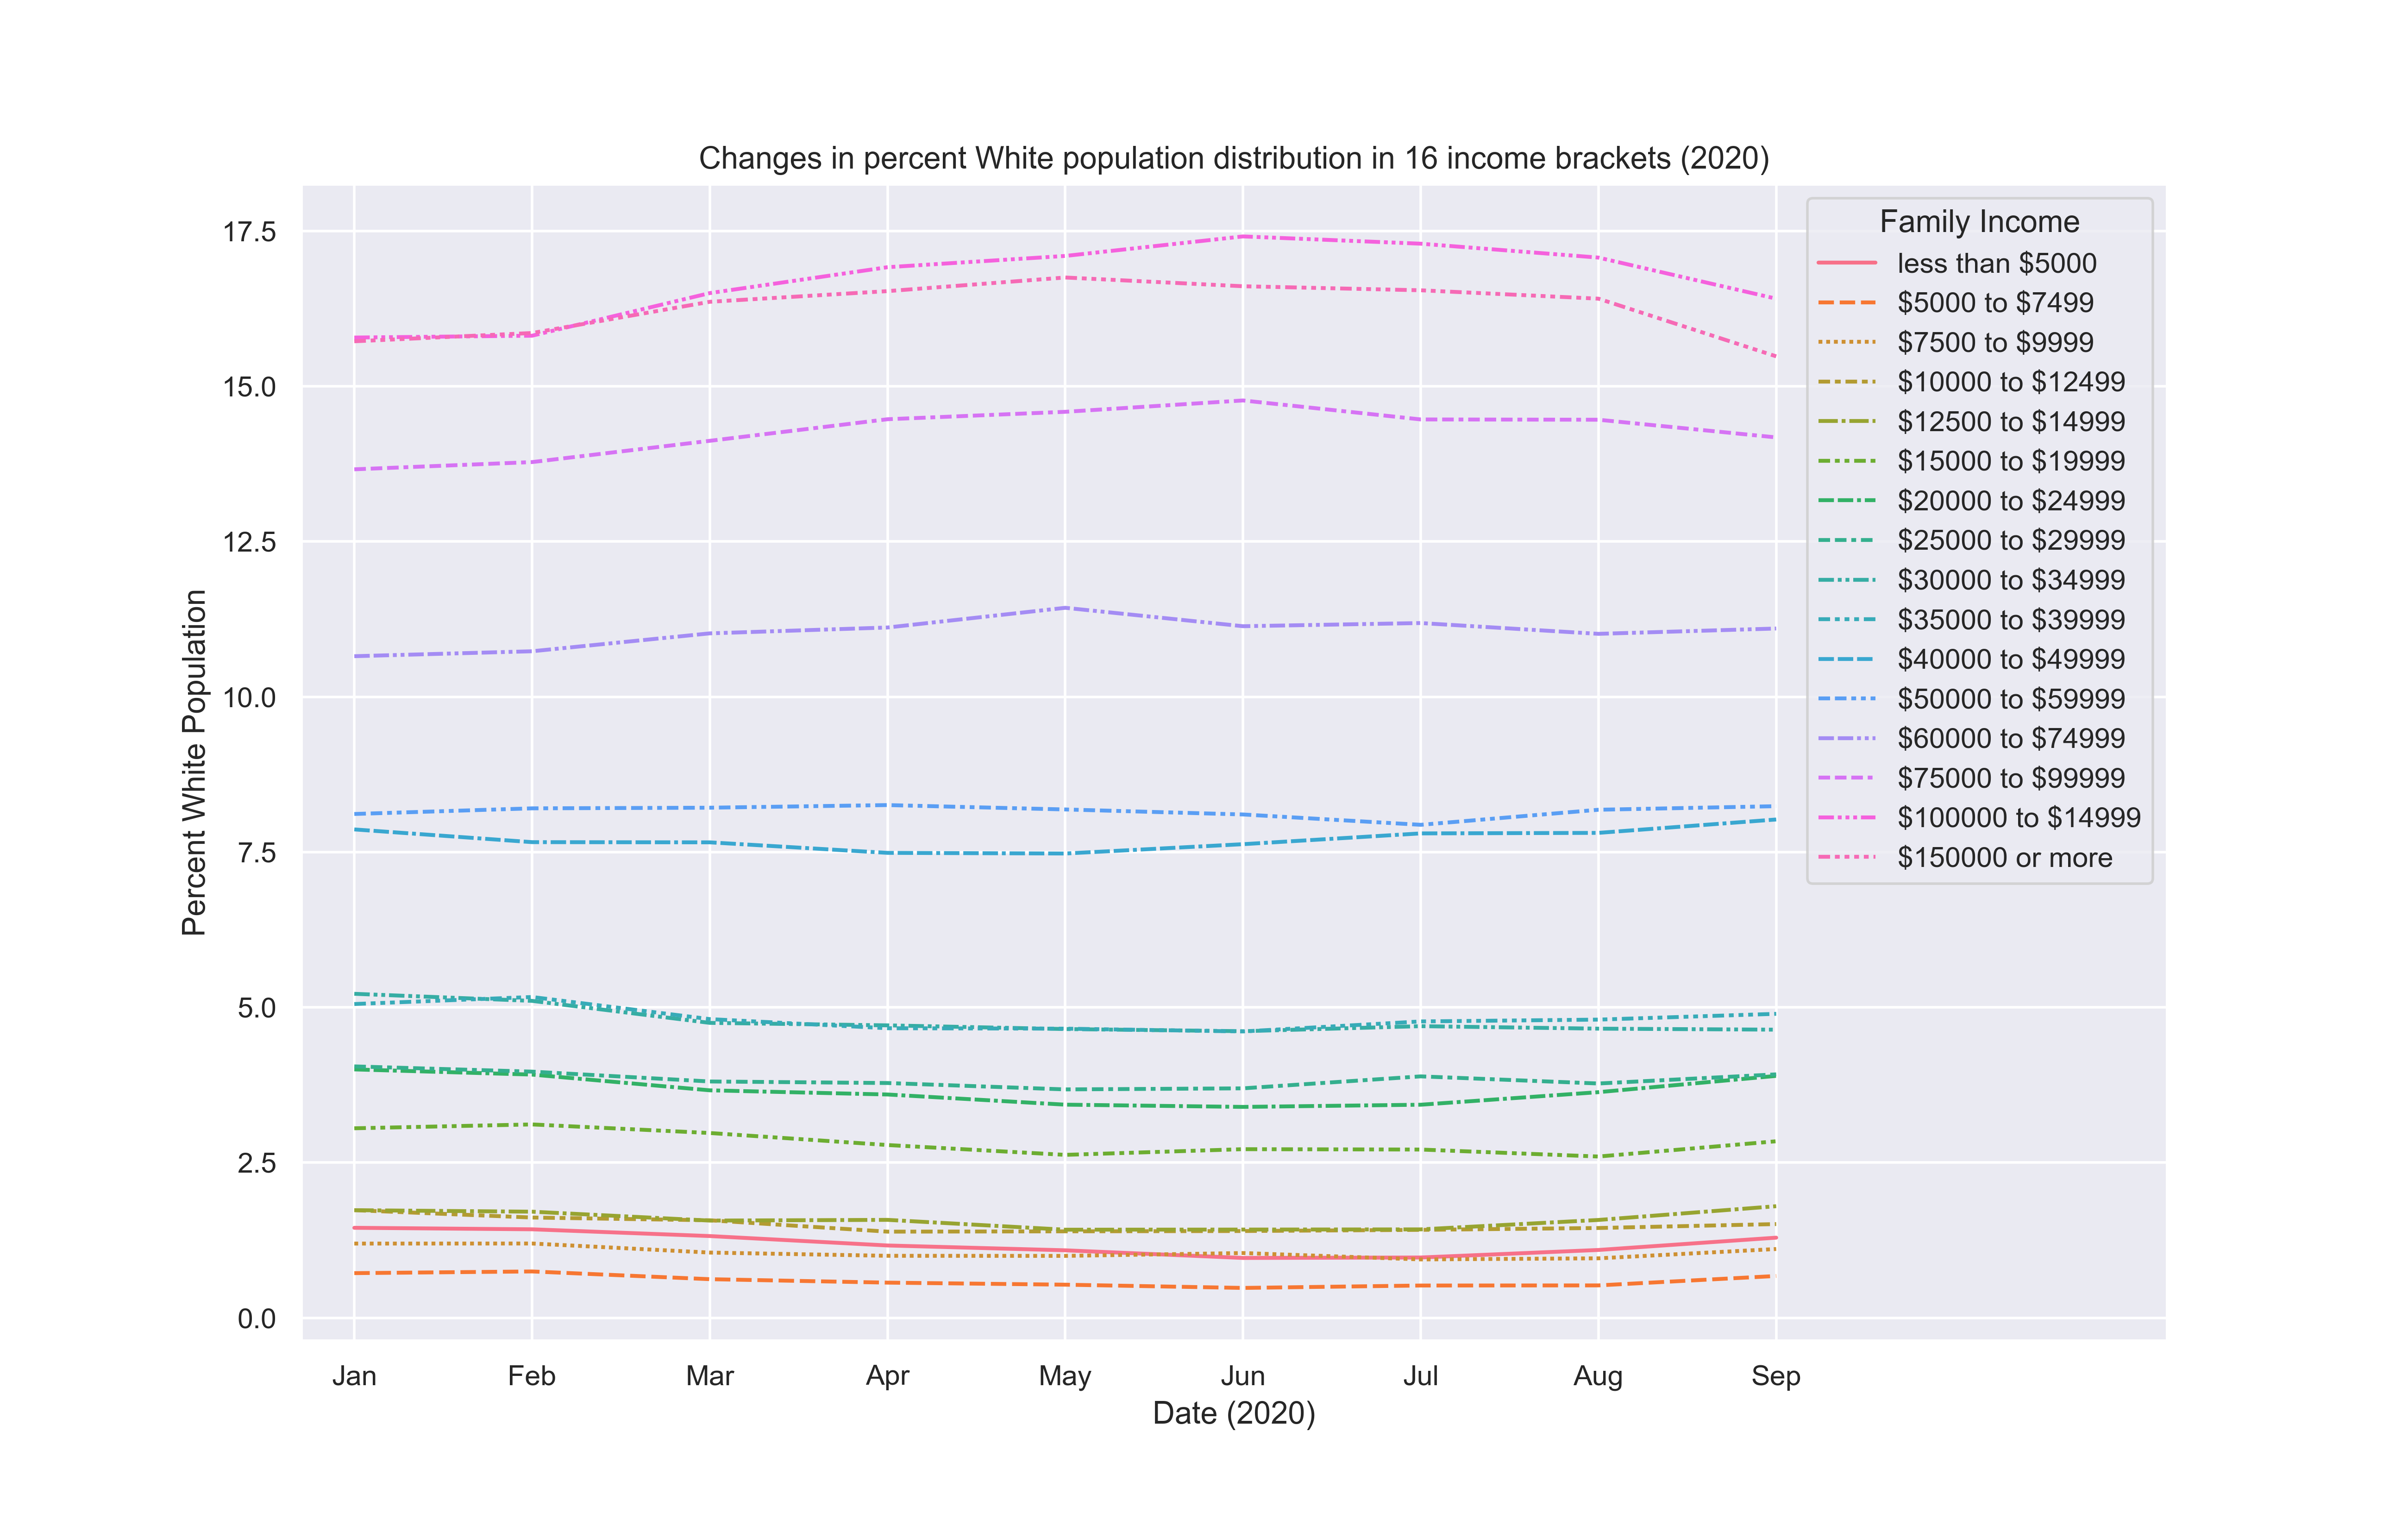 Changes in percent White population distribution in 16 income brackets (2020)
17.5
15.0
12.5
10.0
7.5
5.0
2.5
0.0
Percent White Population
Jan Feb Mar Apr May Jun Jul Aug Sep
Date (2020)
Family Income
less than $5000
$5000 to $7499
$7500 to $9999
$10000 to $12499
$12500 to $14999
$15000 to $19999
$20000 to $24999
$25000 to $29999
$30000 to $34999
$35000 to $39999
$40000 to $49999
$50000 to $59999
$60000 to $74999
$75000 to $99999
$100000 to $14999
$150000 or more